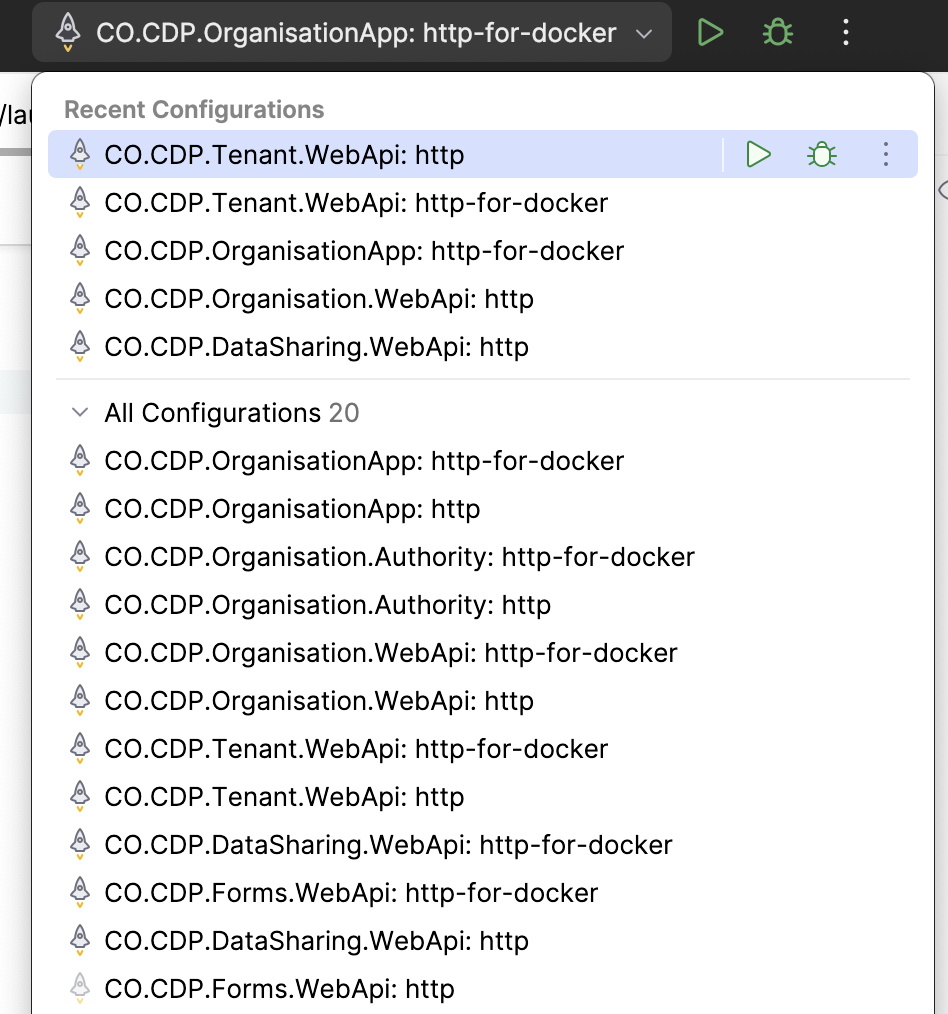 CO.CDP.OrganisationApp: http-for-docker
Recent Configurations
CO.CDP.Tenant.WebApi: http
CO.CDP.Tenant.WebApi: http-for-docker
CO.CDP.OrganisationApp: http-for-docker
CO.CDP.Organisation.WebApi: http
CO.CDP.DataSharing.WebApi: http
All Configurations 20
CO.CDP.OrganisationApp: http-for-docker
CO.CDP.OrganisationApp: http
CO.CDP.Organisation.Authority: http-for-docker
CO.CDP.Organisation.Authority: http
CO.CDP.Organisation.WebApi: http-for-docker
CO.CDP.Organisation.WebApi: http
CO.CDP.Tenant.WebApi: http-for-docker
CO.CDP.Tenant.WebApi: http
CO.CDP.DataSharing.WebApi: http-for-docker
CO.CDP.Forms.WebApi: http-for-docker
CO.CDP.DataSharing.WebApi: http
CO.CDP.Forms.WebApi: http